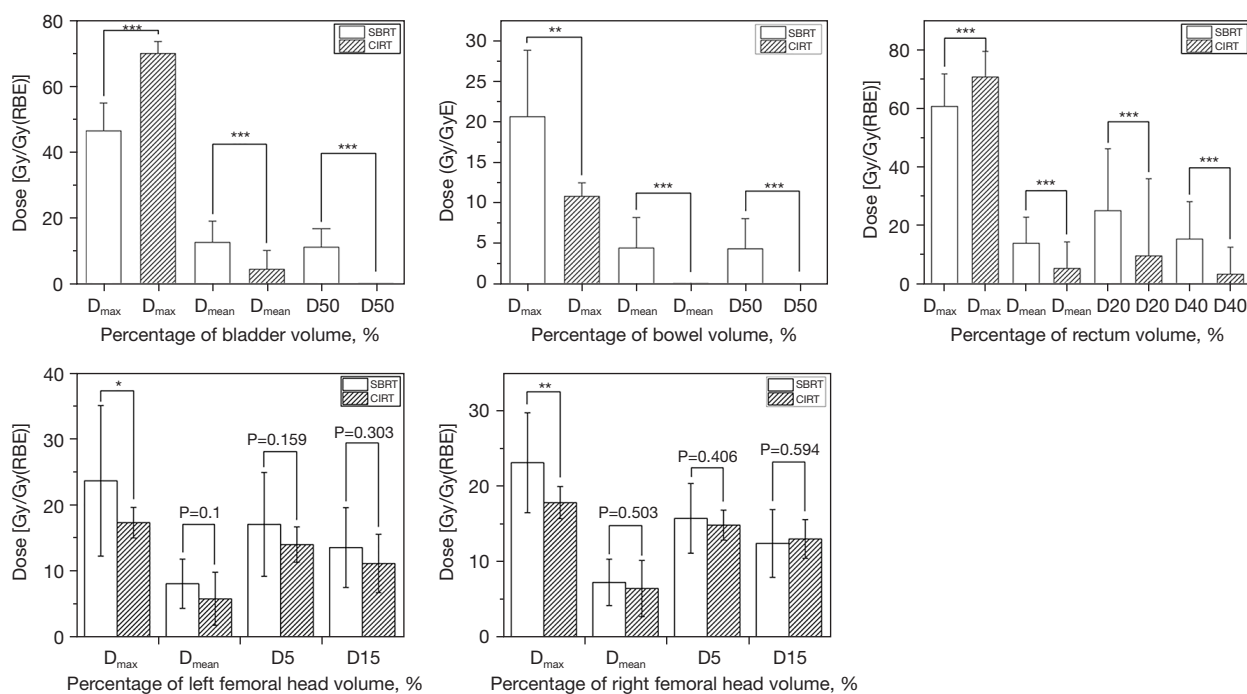 80
60
40
20
0
Dose [Gy/Gy(RBE)]
***
***
***
SBRT
CIRT
Dmax
Dmax
Dmean
Dmean
D50
D50
Percentage of bladder volume, %
30
25
20
15
10
5
0
Dose (Gy/GyE)
**
***
***
SBRT
CIRT
Dmax
Dmax
Dmean
Dmean
D50
D50
Percentage of bowel volume, %
80
60
40
20
0
Dose [Gy/Gy(RBE)]
***
***
***
***
SBRT
CIRT
Dmax
Dmax
Dmean
Dmean
D20
D20
D40
D40
Percentage of rectum volume, %
40
30
20
10
0
Dose [Gy/Gy(RBE)]
*
P=0.1
P=0.159
P=0.303
SBRT
CIRT
Dmax
Dmean
D5
D15
Percentage of left femoral head volume, %
30
20
10
0
Dose [Gy/Gy(RBE)]
**
P=0.503
P=0.406
P=0.594
SBRT
CIRT
Dmax
Dmean
D5
D15
Percentage of right femoral head volume, %